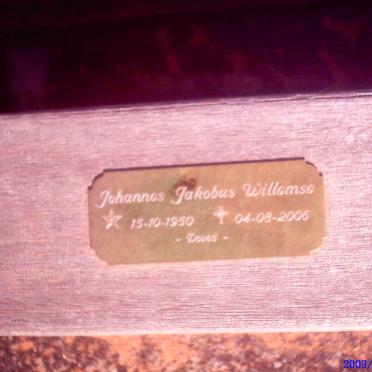 Johannes Jakobus Willemse
15-10-1950 04-08-2006
2009/